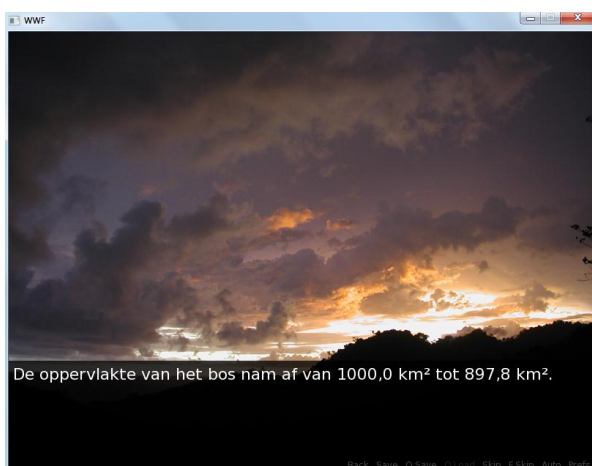 WWF
De oppervlakte van het bos nam af van 1000,0 km² tot 897,8 km².
Back Save Q.Save Q.Load Skip F.Skip Auto Prefs